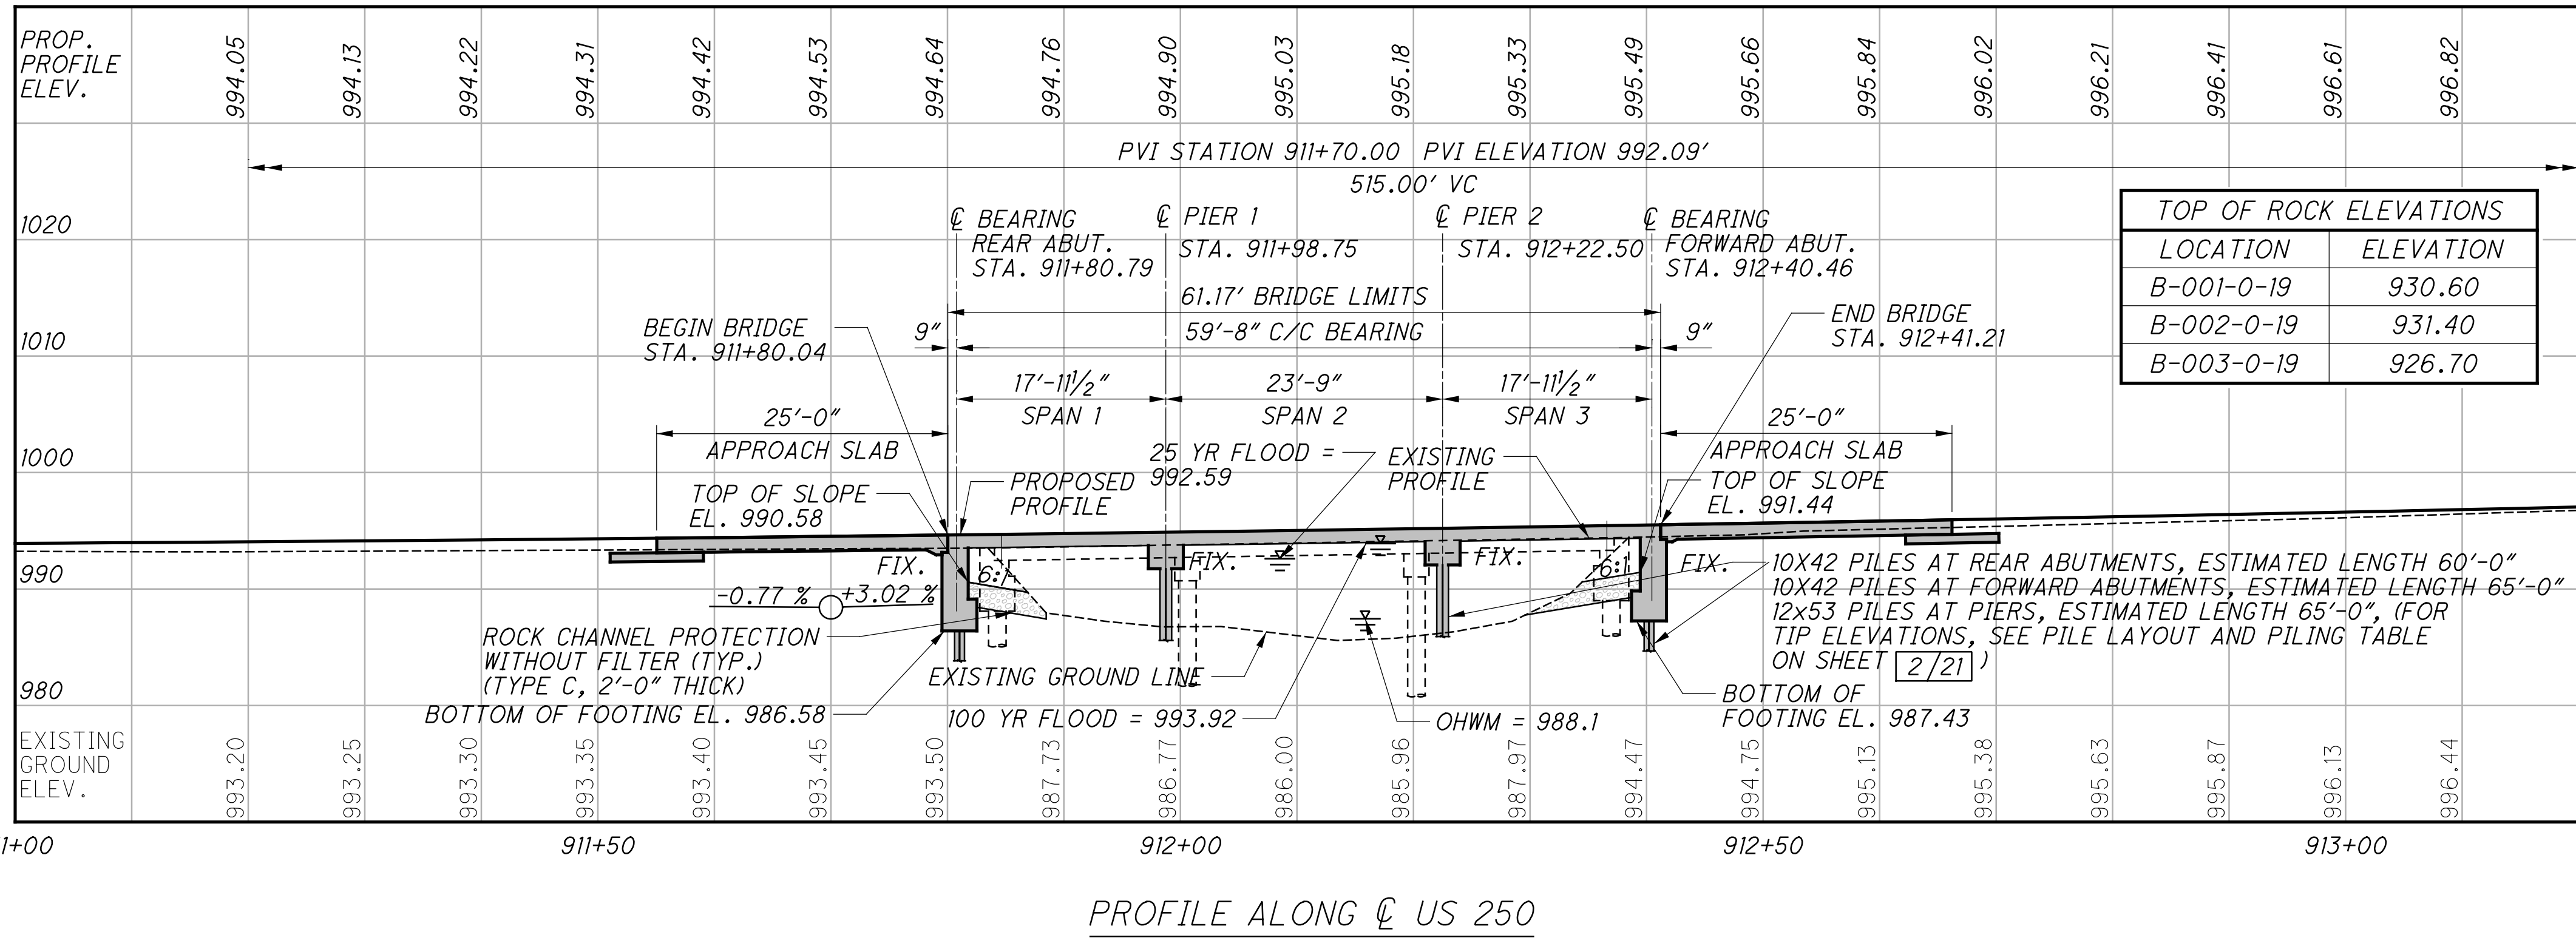 PROP.
PROFILE
ELEV.
994.05
994.13
994.22
994.31
994.42
994.53
994.64
994.76
994.90
995.03
995.18
995.33
995.49
995.66
995.84
996.02
996.21
996.41
996.61
996.82
PVI STATION 911+70.00 PVI ELEVATION 992.09'
515.00' VC
1020
1010
1000
990
980
℄ BEARING
REAR ABUT.
STA. 911+80.79
℄ PIER 1
STA. 911+98.75
℄ PIER 2
STA. 912+22.50
℄ BEARING
FORWARD ABUT.
STA. 912+40.46
TOP OF ROCK ELEVATIONS
LOCATION ELEVATION
B-001-0-19 930.60
B-002-0-19 931.40
B-003-0-19 926.70
61.17' BRIDGE LIMITS
BEGIN BRIDGE
STA. 911+80.04
9"
59'-8" C/C BEARING
9"
END BRIDGE
STA. 912+41.21
17'-11½"
SPAN 1
23'-9"
SPAN 2
17'-11½"
SPAN 3
25'-0"
APPROACH SLAB
25'-0"
APPROACH SLAB
25 YR FLOOD =
992.59
EXISTING
PROFILE
PROPOSED
PROFILE
TOP OF SLOPE
EL. 990.58
TOP OF SLOPE
EL. 991.44
FIX.
6:1
FIX.
FIX.
6:1
FIX.
-0.77 %
+3.02 %
10X42 PILES AT REAR ABUTMENTS, ESTIMATED LENGTH 60'-0"
10X42 PILES AT FORWARD ABUTMENTS, ESTIMATED LENGTH 65'-0"
12x53 PILES AT PIERS, ESTIMATED LENGTH 65'-0", (FOR
TIP ELEVATIONS, SEE PILE LAYOUT AND PILING TABLE
ON SHEET 2/21 )
ROCK CHANNEL PROTECTION
WITHOUT FILTER (TYP.)
(TYPE C, 2'-0" THICK)
BOTTOM OF FOOTING EL. 986.58
EXISTING GROUND LINE
100 YR FLOOD = 993.92
OHWM = 988.1
BOTTOM OF
FOOTING EL. 987.43
EXISTING
GROUND
ELEV.
993.20
993.25
993.30
993.35
993.40
993.45
993.50
987.73
986.77
986.00
985.96
987.97
994.47
994.75
995.13
995.38
995.63
995.87
996.13
996.44
1+00
911+50
912+00
912+50
913+00
PROFILE ALONG ℄ US 250